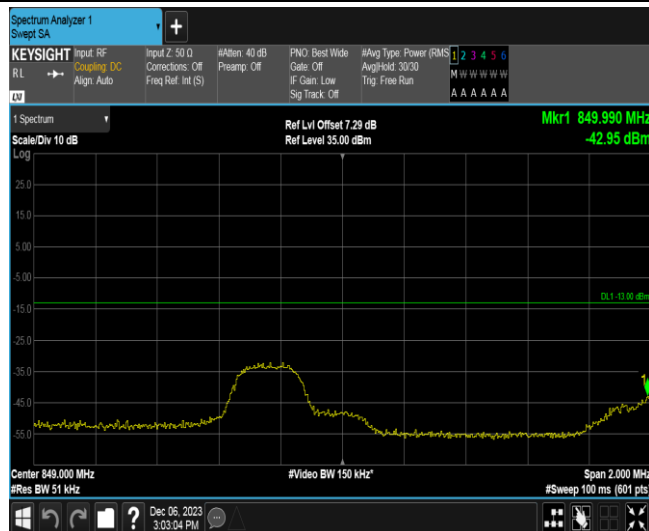 Spectrum Analyzer 1
Swept SA
+
KEYSIGHT
RL
Input: RF
Coupling: DC
Align: Auto
Input Z: 50 Ω
Corrections: Off
Freq Ref: Int (S)
#Atten: 40 dB
Preamp: Off
PNO: Best Wide
Gate: Off
IF Gain: Low
Sig Track: Off
#Avg Type: Power (RMS
Avg|Hold: 30/30
Trig: Free Run
1 2 3 4 5 6
M W W W W W
A A A A A A
LXI
1 Spectrum
Scale/Div 10 dB
Log
Ref Lvl Offset 7.29 dB
Ref Level 35.00 dBm
Mkr1 849.990 MHz
-42.95 dBm
25.0
15.0
5.00
-5.00
-15.0
-25.0
-35.0
-45.0
-55.0
DL1 -13.00 dBm
1
Center 849.000 MHz
#Res BW 51 kHz
#Video BW 150 kHz*
Span 2.000 MHz
#Sweep 100 ms (601 pts)
?
Dec 06, 2023
3:03:04 PM